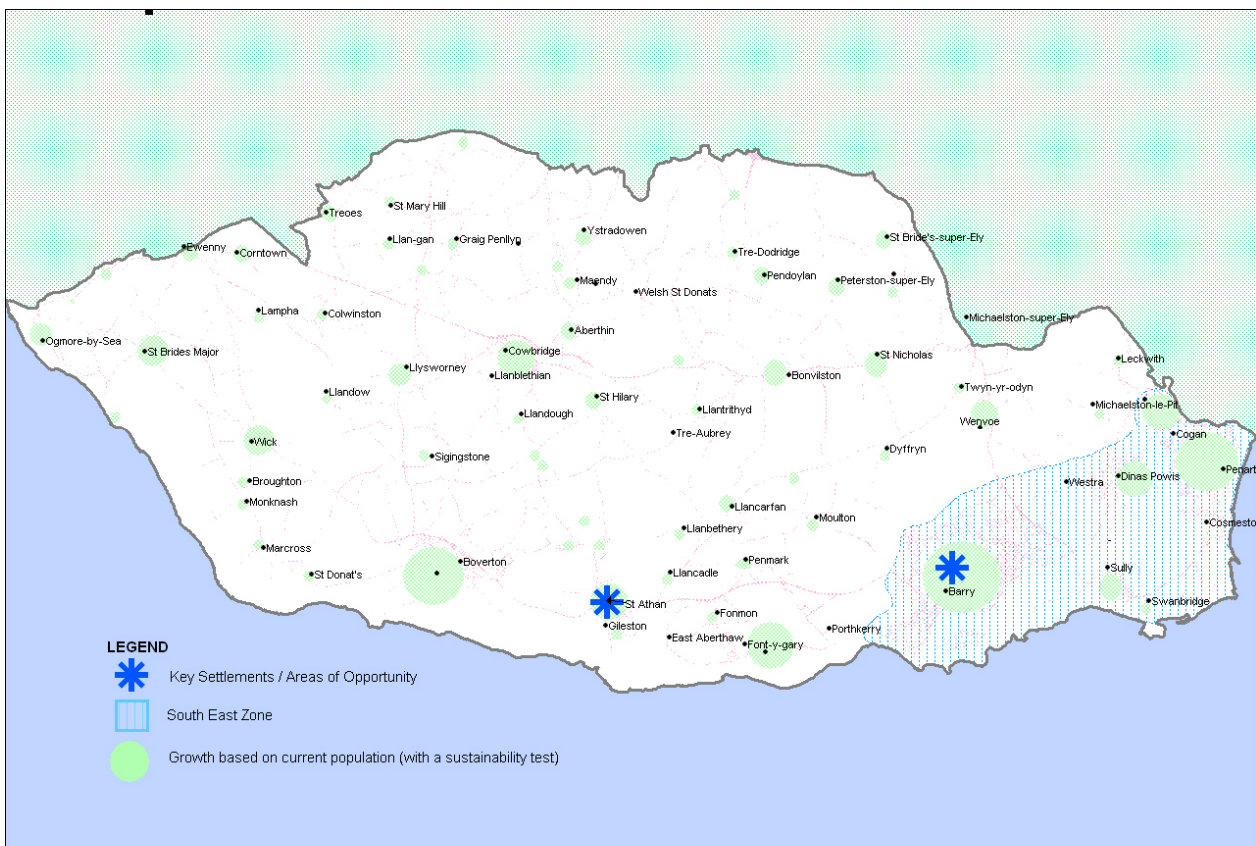 Treoes
St Mary Hill
Ewenny
Corntown
Llan-gan
Graig Penllyn
Ystradowen
Tre-Dodridge
St Bride's-super-Ely
Maendy
Welsh St Donats
Pendoylan
Peterston-super-Ely
Lampha
Colwinston
Michaelston-super-Ely
Ogmore-by-Sea
St Brides Major
Aberthin
Cowbridge
Llysworney
Llanblethian
Bonvilston
St Nicholas
Leckwith
Llandow
St Hilary
Twyn-yr-odyn
Llandough
Llantrithyd
Michaelston-le-Pit
Wenvoe
Wick
Tre-Aubrey
Cogan
Sigingstone
Dyffryn
Penart
Broughton
Westra
Dinas Powis
Monknash
Llancarfan
Moulton
Cosmesto
Llanbethery
Marcross
Boverton
Penmark
St Donat's
Llancadle
Sully
Barry
St Athan
Swanbridge
Gileston
Fonmon
East Aberthaw
Font-y-gary
Porthkerry
LEGEND
Key Settlements / Areas of Opportunity
South East Zone
Growth based on current population (with a sustainability test)